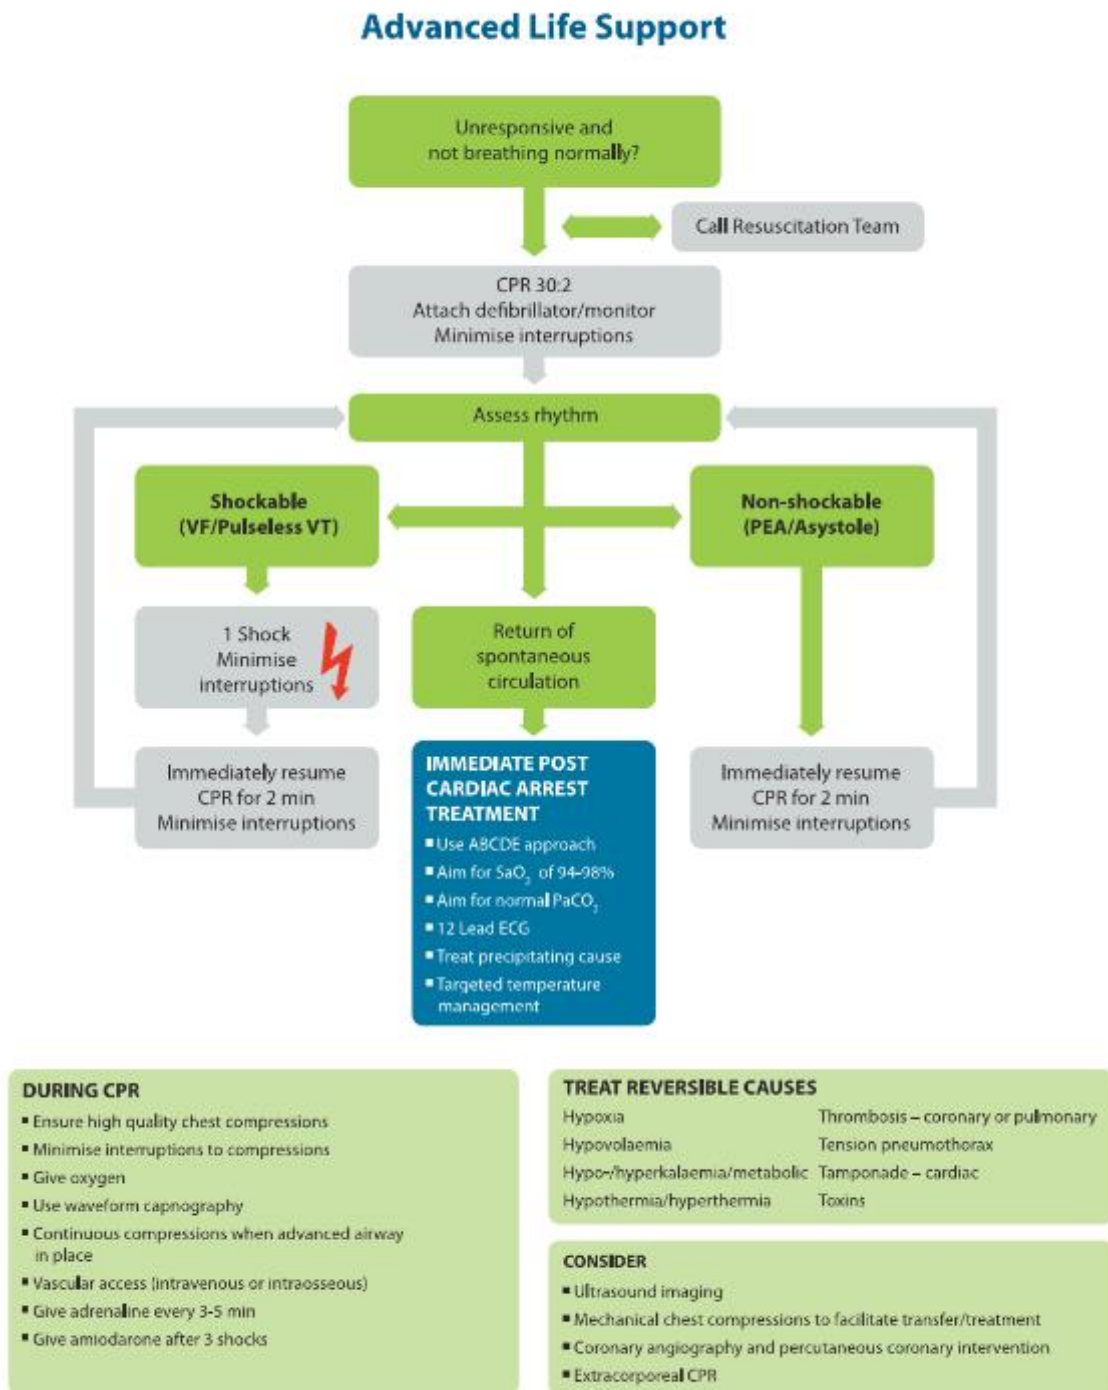 Advanced Life Support
Unresponsive and
not breathing normally?
Call Resuscitation Team
CPR 30:2
Attach defibrillator/monitor
Minimise interruptions
Assess rhythm
Shockable
(VF/Pulseless VT)
Non-shockable
(PEA/Asystole)
1 Shock
Minimise
interruptions
Return of
spontaneous
circulation
Immediately resume
CPR for 2 min
Minimise interruptions
IMMEDIATE POST
CARDIAC ARREST
TREATMENT
▪ Use ABCDE approach
▪ Aim for SaO₂ of 94-98%
▪ Aim for normal PaCO₂
▪ 12 Lead ECG
▪ Treat precipitating cause
▪ Targeted temperature
management
Immediately resume
CPR for 2 min
Minimise interruptions
DURING CPR
▪ Ensure high quality chest compressions
▪ Minimise interruptions to compressions
▪ Give oxygen
▪ Use waveform capnography
▪ Continuous compressions when advanced airway
in place
▪ Vascular access (intravenous or intraosseous)
▪ Give adrenaline every 3-5 min
▪ Give amiodarone after 3 shocks
TREAT REVERSIBLE CAUSES
Hypoxia
Hypovolaemia
Hypo-/hyperkalaemia/metabolic
Hypothermia/hyperthermia
Thrombosis – coronary or pulmonary
Tension pneumothorax
Tamponade – cardiac
Toxins
CONSIDER
▪ Ultrasound imaging
▪ Mechanical chest compressions to facilitate transfer/treatment
▪ Coronary angiography and percutaneous coronary intervention
▪ Extracorporeal CPR